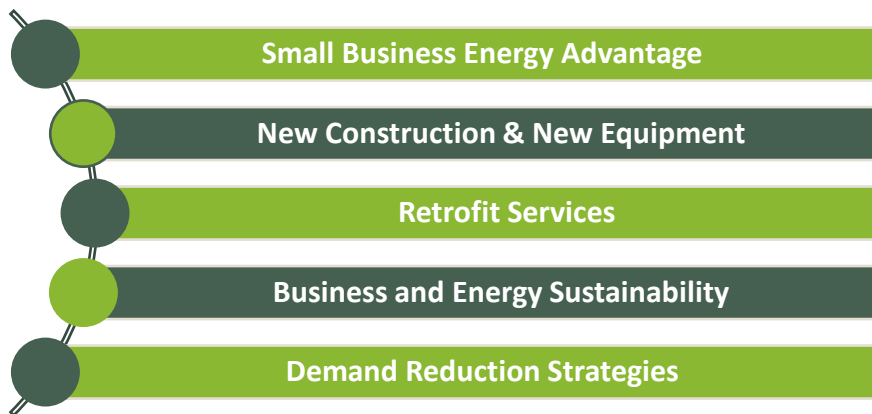 Small Business Energy Advantage
New Construction & New Equipment
Retrofit Services
Business and Energy Sustainability
Demand Reduction Strategies